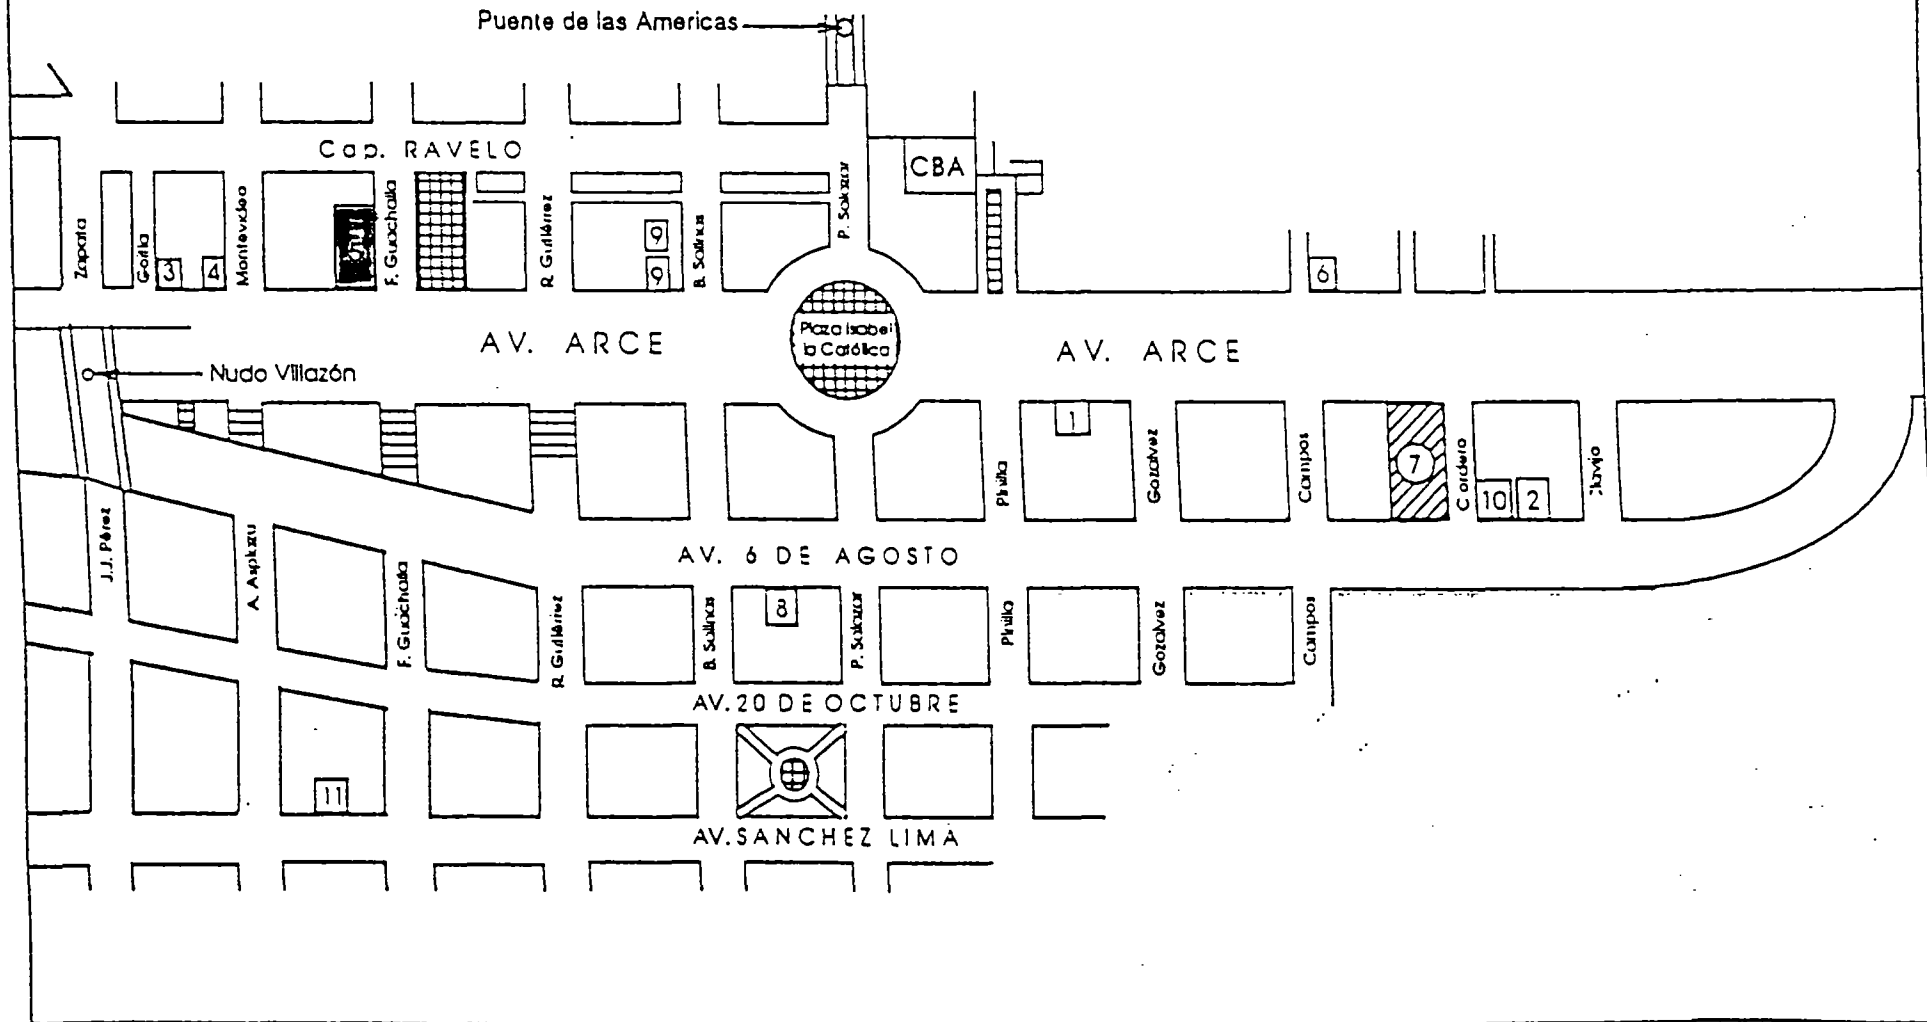 Puente de las Americas
Cap. RAVELO
CBA
Zapata
Goitia
3
4
Montevideo
5
F. Guachalla
R. Gutiérrez
9
9
B. Salinas
P. Salazar
6
AV. ARCE
Plaza Isabel
la Católica
AV. ARCE
Nudo Villazón
1
7
10
2
Pinilla
Gozalvez
Campos
Cordero
Clavijo
J.J. Pérez
A. Aspiazu
F. Guachalla
R. Gutiérrez
AV. 6 DE AGOSTO
B. Salinas
8
P. Salazar
Pinilla
Gozalvez
Campos
AV. 20 DE OCTUBRE
11
AV. SANCHEZ LIMA